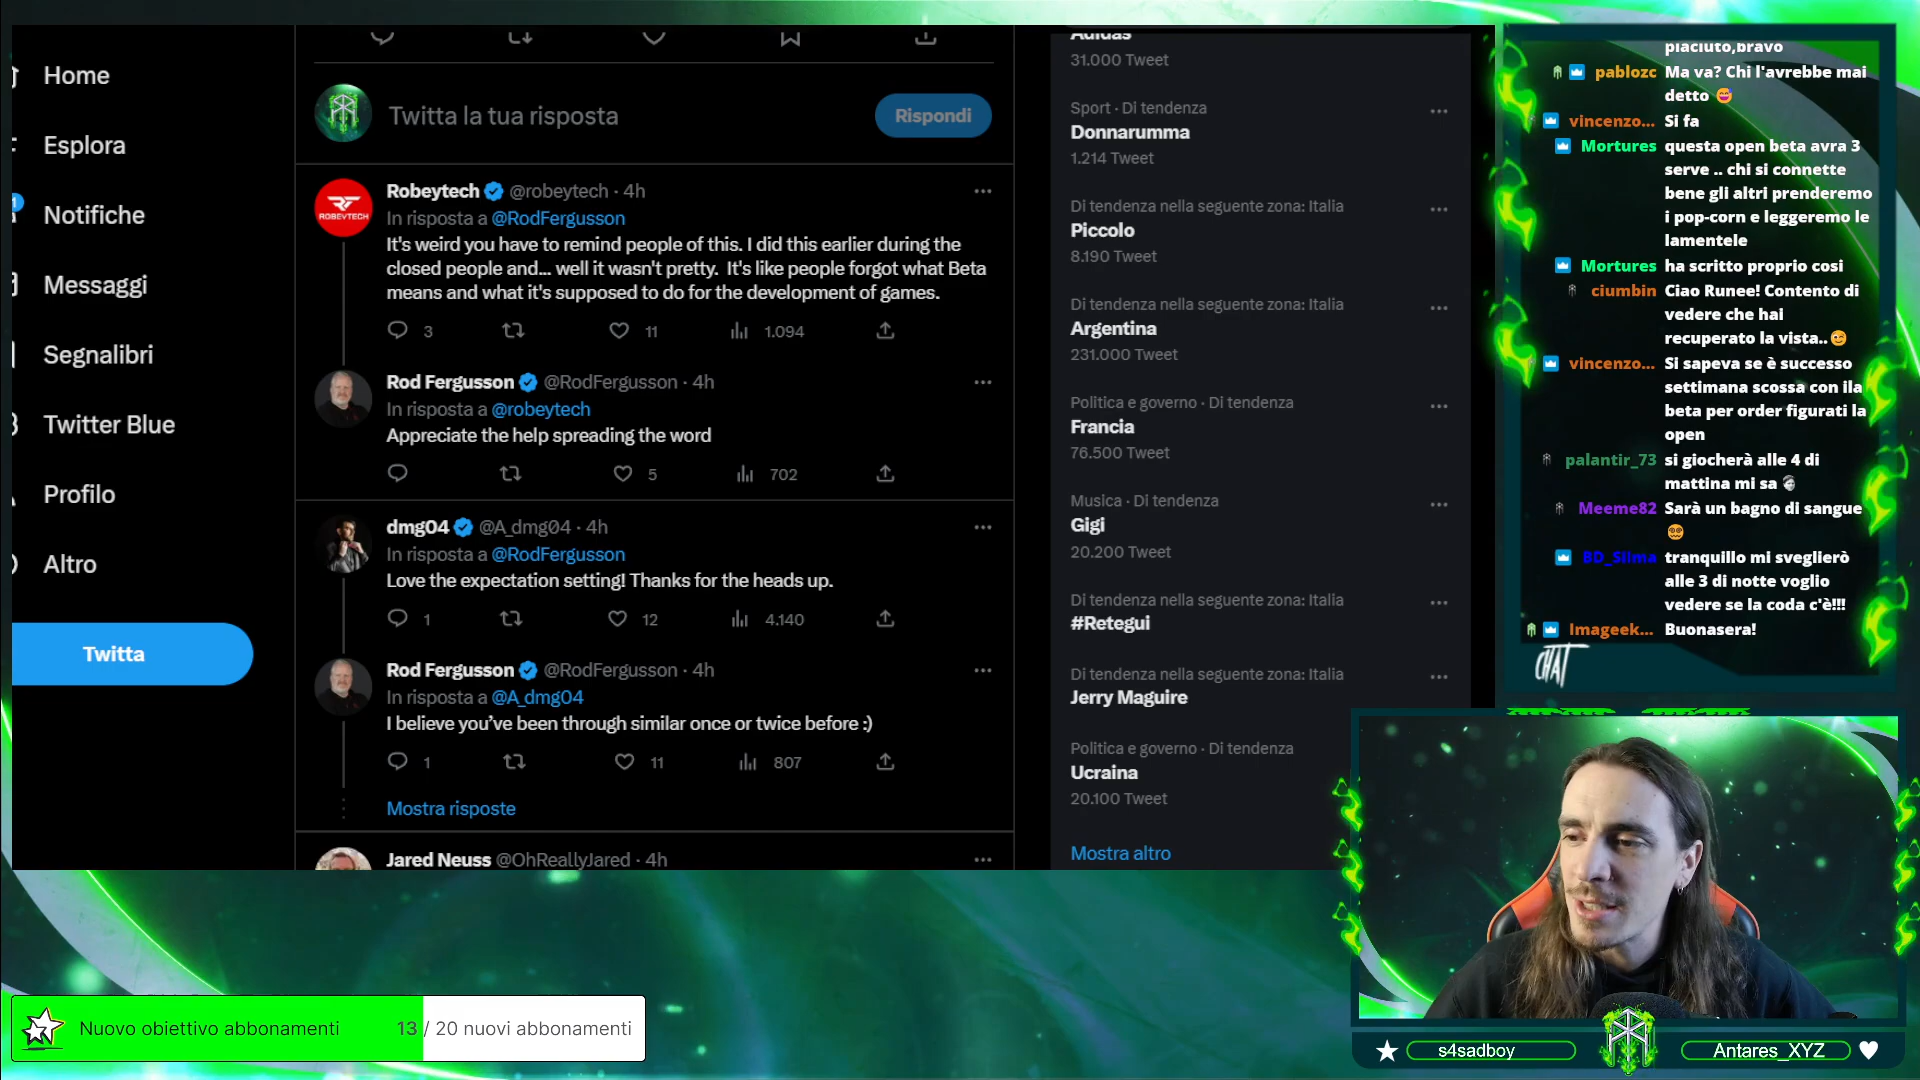 Home
Esplora
Notifiche
Messaggi
Segnalibri
Twitter Blue
Profilo
Altro
Twitta
Twitta la tua risposta
Rispondi
ROBEYTECH
Robeytech @robeytech · 4h
In risposta a @RodFergusson
It's weird you have to remind people of this. I did this earlier during the
closed people and... well it wasn't pretty.  It's like people forgot what Beta
means and what it's supposed to do for the development of games.
3 11 1.094
Rod Fergusson @RodFergusson · 4h
In risposta a @robeytech
Appreciate the help spreading the word
5 702
dmg04 @A_dmg04 · 4h
In risposta a @RodFergusson
Love the expectation setting! Thanks for the heads up.
1 12 4.140
Rod Fergusson @RodFergusson · 4h
In risposta a @A_dmg04
I believe you've been through similar once or twice before :)
1 11 807
Mostra risposte
Jared Neuss @OhReallyJared · 4h
Adidas
31.000 Tweet
Sport · Di tendenza
Donnarumma
1.214 Tweet
Di tendenza nella seguente zona: Italia
Piccolo
8.190 Tweet
Di tendenza nella seguente zona: Italia
Argentina
231.000 Tweet
Politica e governo · Di tendenza
Francia
76.500 Tweet
Musica · Di tendenza
Gigi
20.200 Tweet
Di tendenza nella seguente zona: Italia
#Retegui
Di tendenza nella seguente zona: Italia
Jerry Maguire
Politica e governo · Di tendenza
Ucraina
20.100 Tweet
Mostra altro
piaciuto,bravo
pablozc Ma va? Chi l'avrebbe mai
detto
vincenzo... Si fa
Mortures questa open beta avra 3
serve .. chi si connette
bene gli altri prenderemo
i pop-corn e leggeremo le
lamentele
Mortures ha scritto proprio cosi
ciumbin Ciao Runee! Contento di
vedere che hai
recuperato la vista..
vincenzo... Si sapeva se è successo
settimana scossa con ila
beta per order figurati la
open
palantir_73 si giocherà alle 4 di
mattina mi sa
Meeme82 Sarà un bagno di sangue
BD_Silma tranquillo mi sveglierò
alle 3 di notte voglio
vedere se la coda c'è!!!
Imageek... Buonasera!
CHAT
Nuovo obiettivo abbonamenti 13 / 20 nuovi abbonamenti
s4sadboy
Antares_XYZ